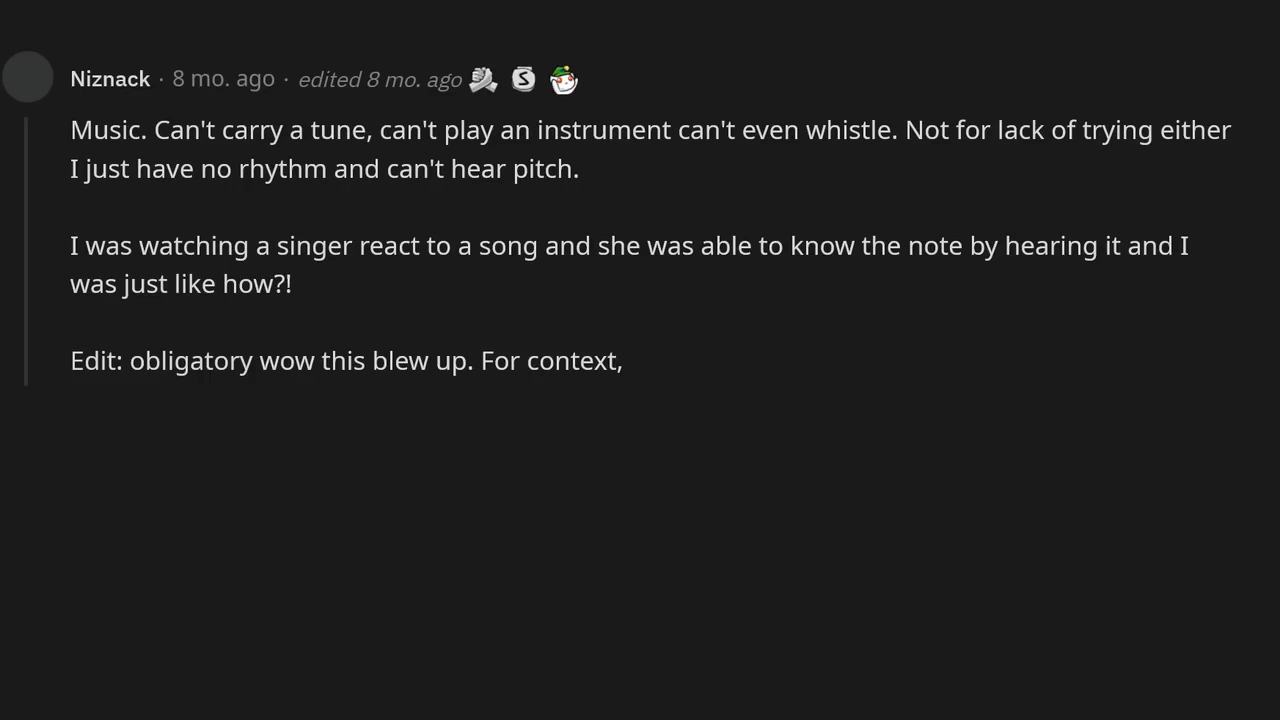 Niznack · 8 mo. ago · edited 8 mo. ago
Music. Can't carry a tune, can't play an instrument can't even whistle. Not for lack of trying either
I just have no rhythm and can't hear pitch.
I was watching a singer react to a song and she was able to know the note by hearing it and I
was just like how?!
Edit: obligatory wow this blew up. For context,